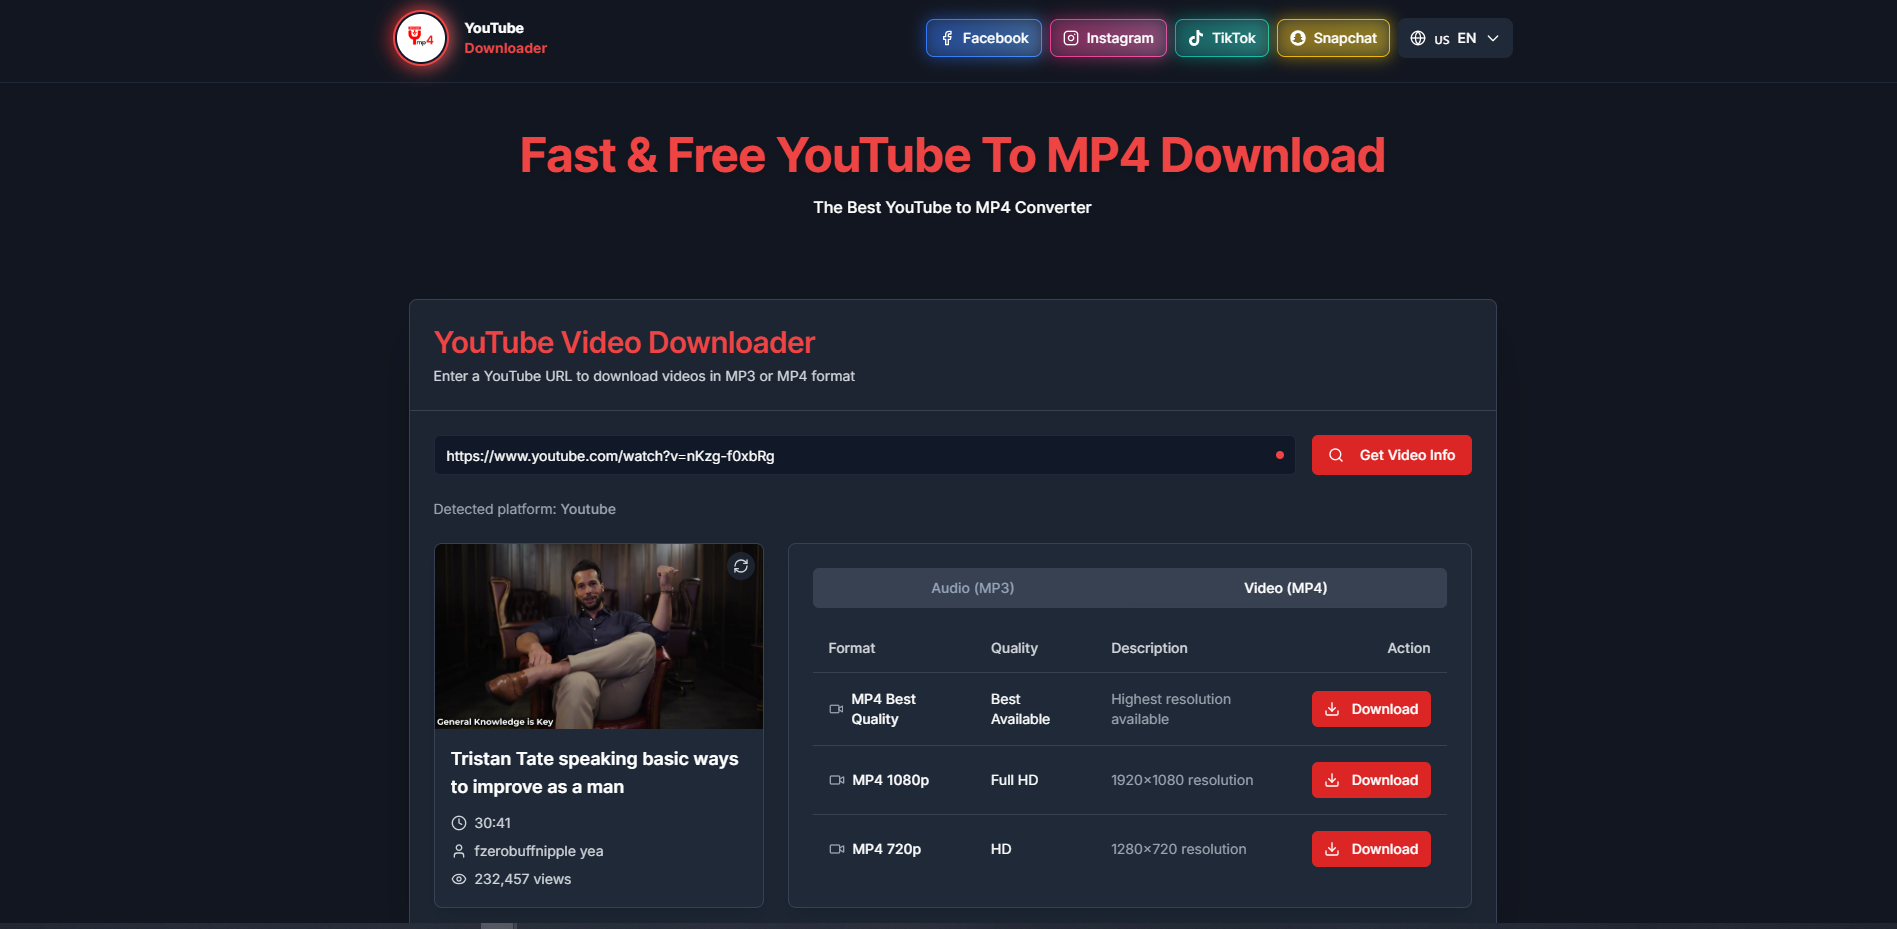 mp4
YouTube
Downloader
Facebook
Instagram
TikTok
Snapchat
US EN
Fast & Free YouTube To MP4 Download
The Best YouTube to MP4 Converter
YouTube Video Downloader
Enter a YouTube URL to download videos in MP3 or MP4 format
https://www.youtube.com/watch?v=nKzg-f0xbRg
Get Video Info
Detected platform: Youtube
General Knowledge is Key
Tristan Tate speaking basic ways
to improve as a man
30:41
fzerobuffnipple yea
232,457 views
Audio (MP3)
Video (MP4)
Format Quality Description Action
MP4 Best
Quality
Best
Available
Highest resolution
available
Download
MP4 1080p Full HD 1920×1080 resolution Download
MP4 720p HD 1280×720 resolution Download